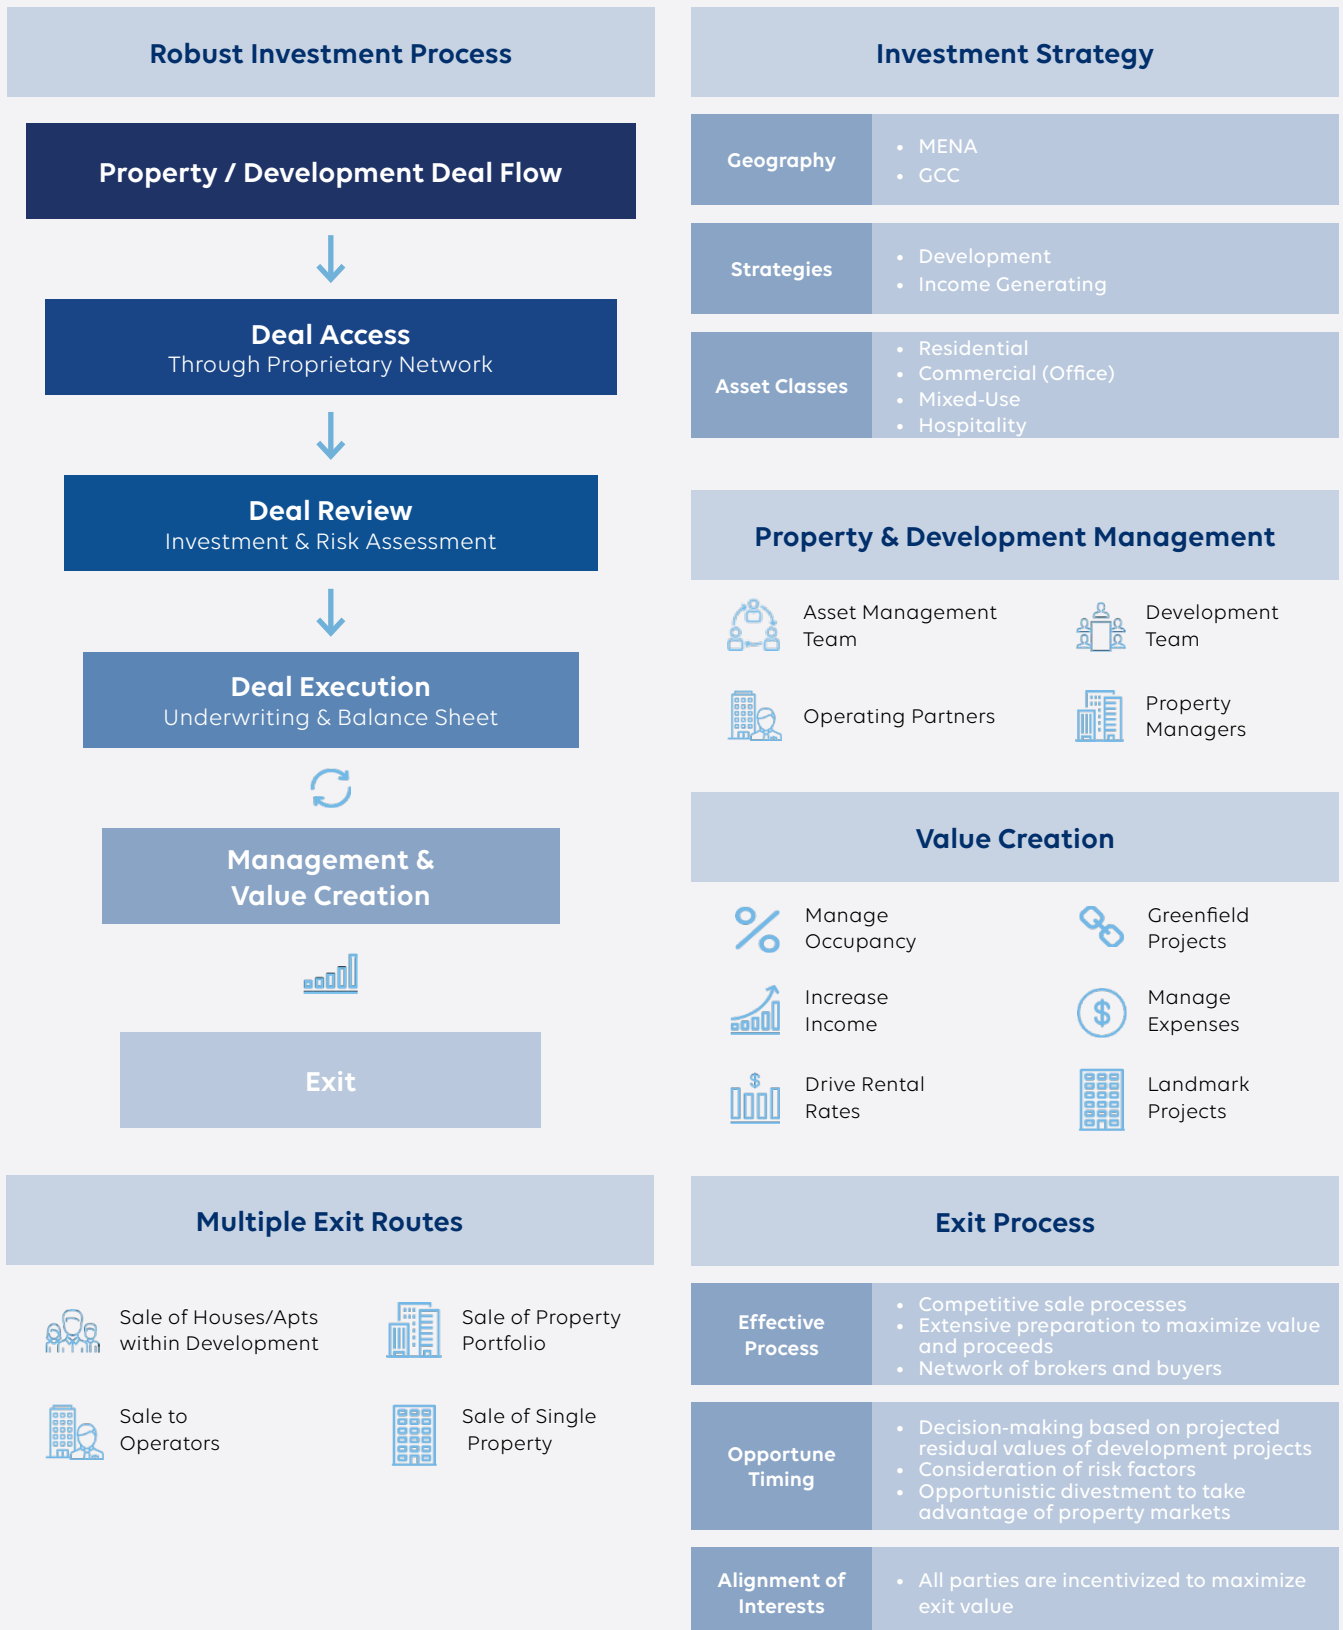 Robust Investment Process
Property / Development Deal Flow
Deal Access
Through Proprietary Network
Deal Review
Investment & Risk Assessment
Deal Execution
Underwriting & Balance Sheet
Management &
Value Creation
Exit
Multiple Exit Routes
Sale of Houses/Apts
within Development
Sale of Property
Portfolio
Sale to
Operators
Sale of Single
Property
Investment Strategy
Geography
• MENA
• GCC
Strategies
• Development
• Income Generating
Asset Classes
• Residential
• Commercial (Office)
• Mixed-Use
• Hospitality
Property & Development Management
Asset Management
Team
Development
Team
Operating Partners
Property
Managers
Value Creation
Manage
Occupancy
Greenfield
Projects
Increase
Income
$
Manage
Expenses
$
Drive Rental
Rates
Landmark
Projects
Exit Process
Effective
Process
• Competitive sale processes
• Extensive preparation to maximize value
and proceeds
• Network of brokers and buyers
Opportune
Timing
• Decision-making based on projected
residual values of development projects
• Consideration of risk factors
• Opportunistic divestment to take
advantage of property markets
Alignment of
Interests
• All parties are incentivized to maximize
exit value